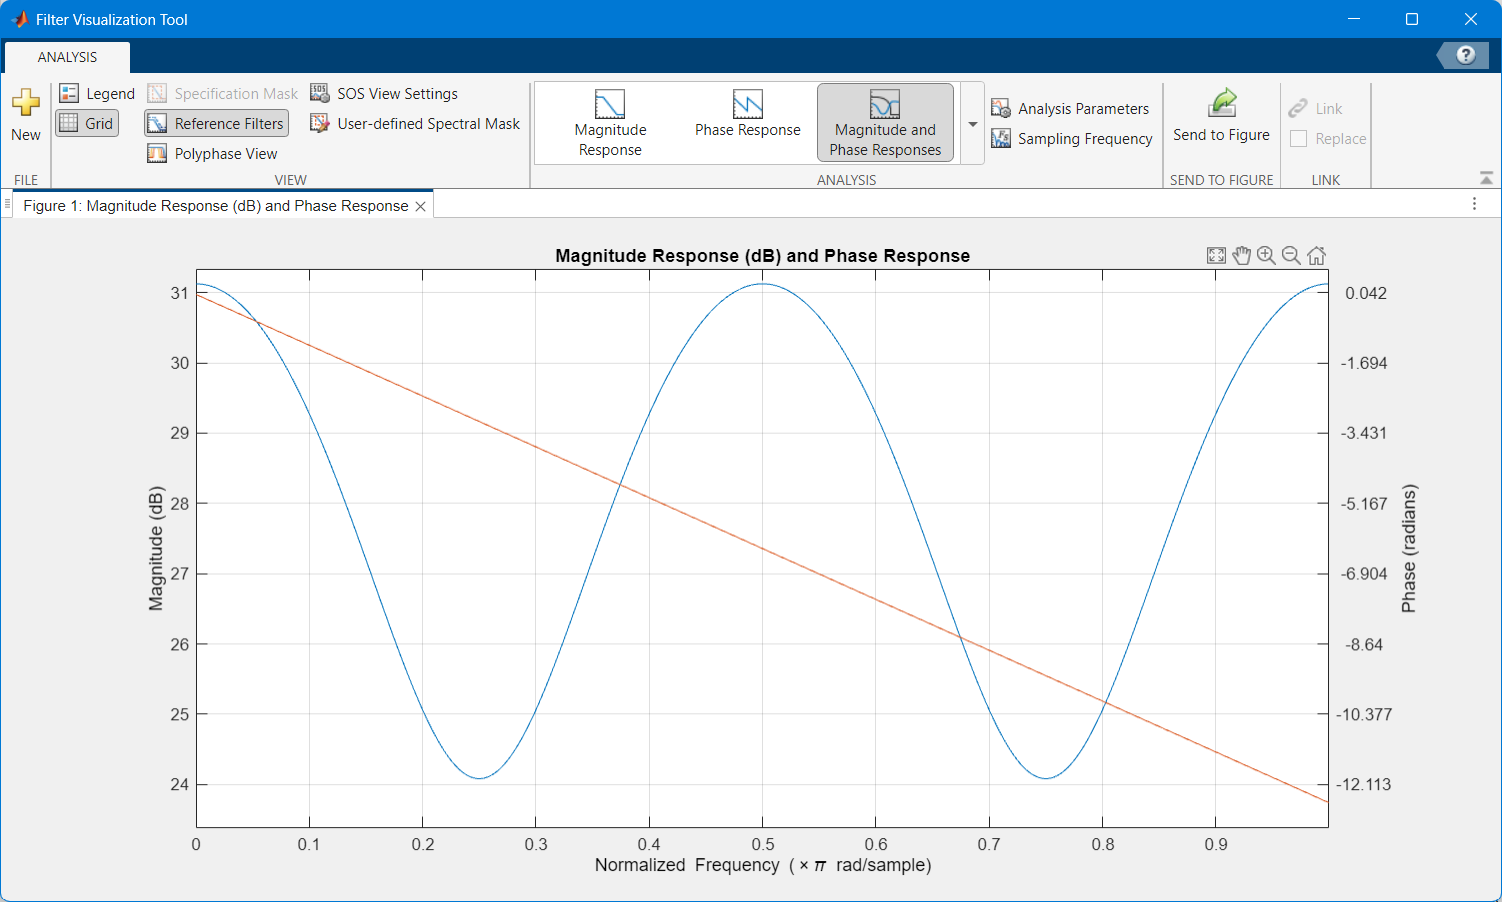 Filter Visualization Tool
ANALYSIS
?
New
FILE
Legend
Grid
Specification Mask
Reference Filters
Polyphase View
SOS View Settings
User-defined Spectral Mask
VIEW
Magnitude
Response
Phase Response
Magnitude and
Phase Responses
ANALYSIS
Analysis Parameters
Sampling Frequency
Send to Figure
SEND TO FIGURE
Link
Replace
LINK
Figure 1: Magnitude Response (dB) and Phase Response
Magnitude Response (dB) and Phase Response
Magnitude (dB)
31
30
29
28
27
26
25
24
0.042
-1.694
-3.431
-5.167
-6.904
-8.64
-10.377
-12.113
Phase (radians)
0 0.1 0.2 0.3 0.4 0.5 0.6 0.7 0.8 0.9
Normalized Frequency (×π rad/sample)